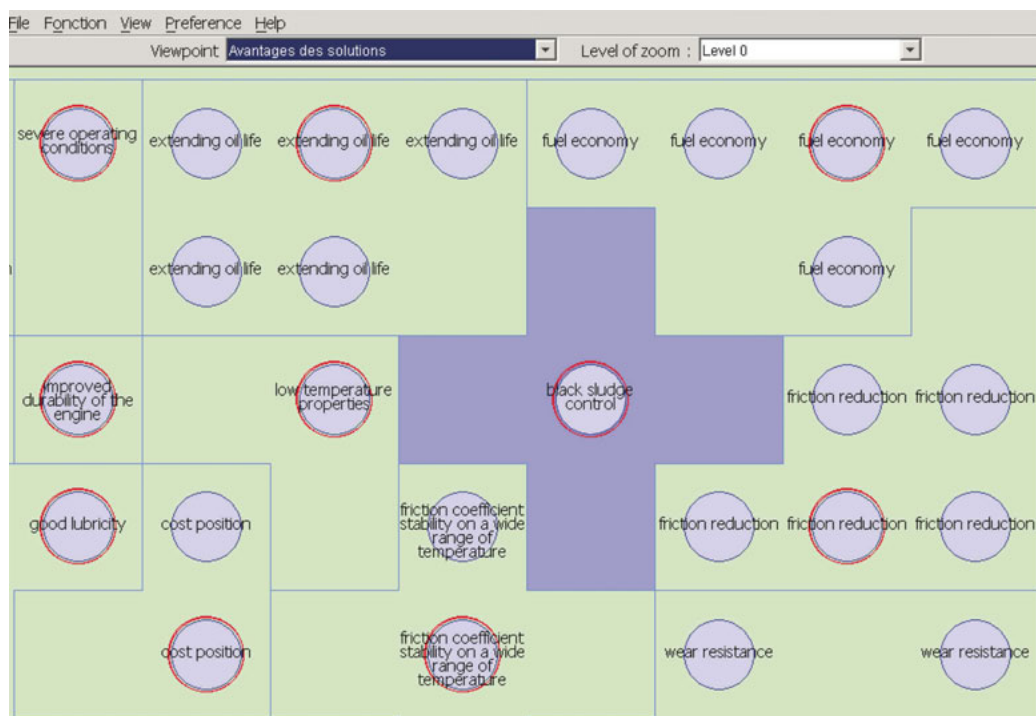 File Fonction View Preference Help
Viewpoint Avantages des solutions Level of zoom : Level 0
severe operating
conditions
extending oil life
extending oil life
extending oil life
fuel economy
fuel economy
fuel economy
fuel economy
extending oil life
extending oil life
fuel economy
improved
durability of the
engine
low temperature
properties
black sludge
control
friction reduction
friction reduction
good lubricity
cost position
friction coefficient
stability on a wide
range of
temperature
friction reduction
friction reduction
friction reduction
cost position
friction coefficient
stability on a wide
range of
temperature
wear resistance
wear resistance